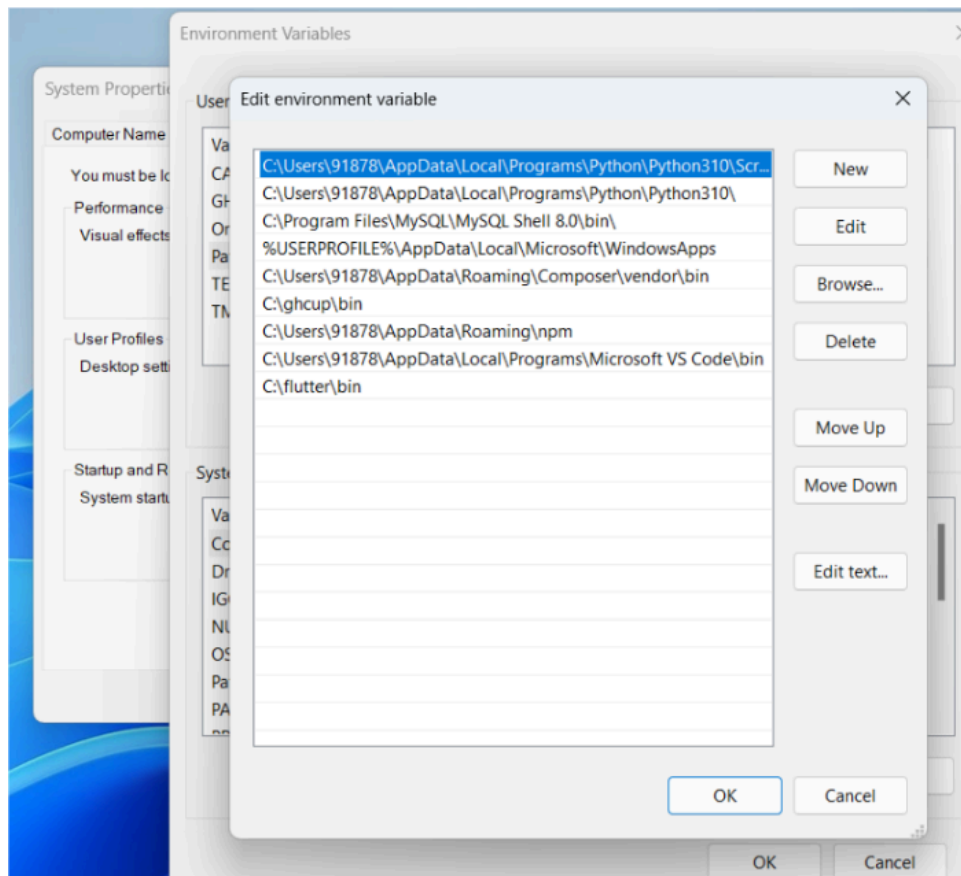 Environment Variables
System Properti
Computer Name
You must be lo
Performance
Visual effects
User Profiles
Desktop setti
Startup and R
System startu
User
Va
CA
GH
On
Pa
TE
TM
Syste
Va
Co
Dr
IG
NU
OS
Pa
PA
Edit environment variable
C:\Users\91878\AppData\Local\Programs\Python\Python310\Scr...
C:\Users\91878\AppData\Local\Programs\Python\Python310\
C:\Program Files\MySQL\MySQL Shell 8.0\bin\
%USERPROFILE%\AppData\Local\Microsoft\WindowsApps
C:\Users\91878\AppData\Roaming\Composer\vendor\bin
C:\ghcup\bin
C:\Users\91878\AppData\Roaming\npm
C:\Users\91878\AppData\Local\Programs\Microsoft VS Code\bin
C:\flutter\bin
New
Edit
Browse...
Delete
Move Up
Move Down
Edit text...
OK
Cancel
OK
Cancel